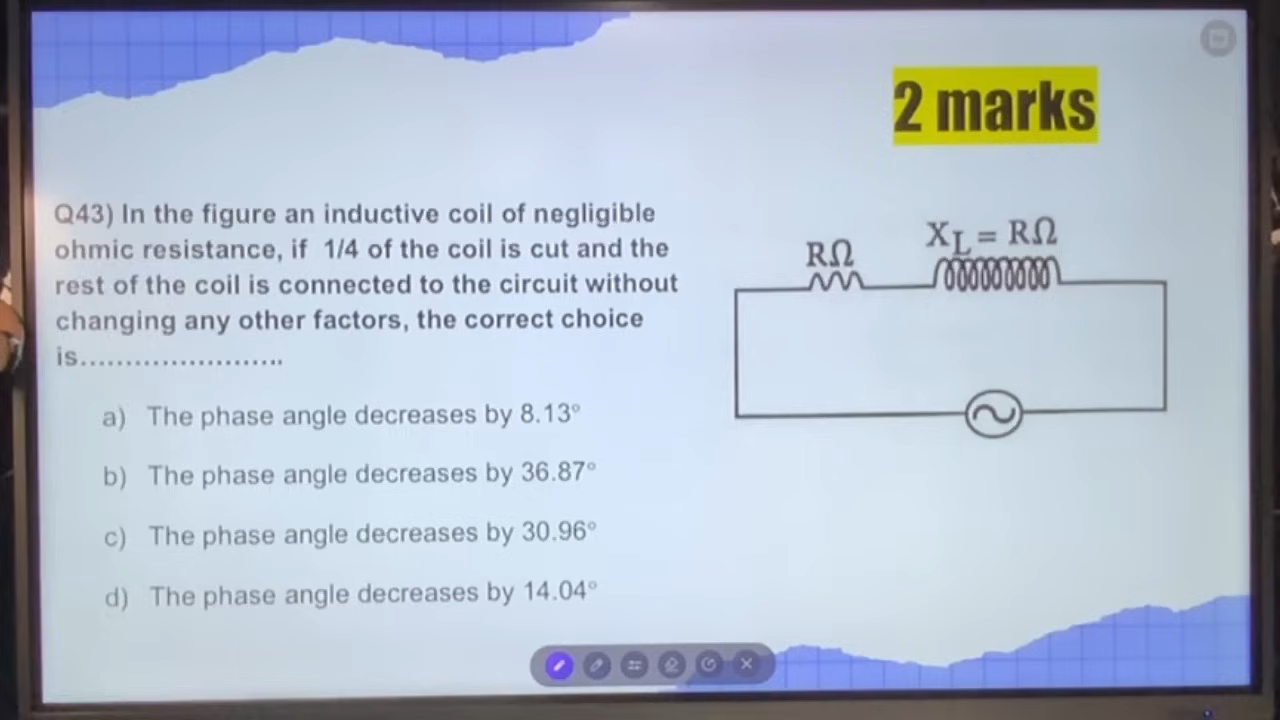 2 marks
Q43) In the figure an inductive coil of negligible
ohmic resistance, if 1/4 of the coil is cut and the
rest of the coil is connected to the circuit without
changing any other factors, the correct choice
is........................
a) The phase angle decreases by 8.13°
b) The phase angle decreases by 36.87°
c) The phase angle decreases by 30.96°
d) The phase angle decreases by 14.04°
RΩ
X_L = RΩ